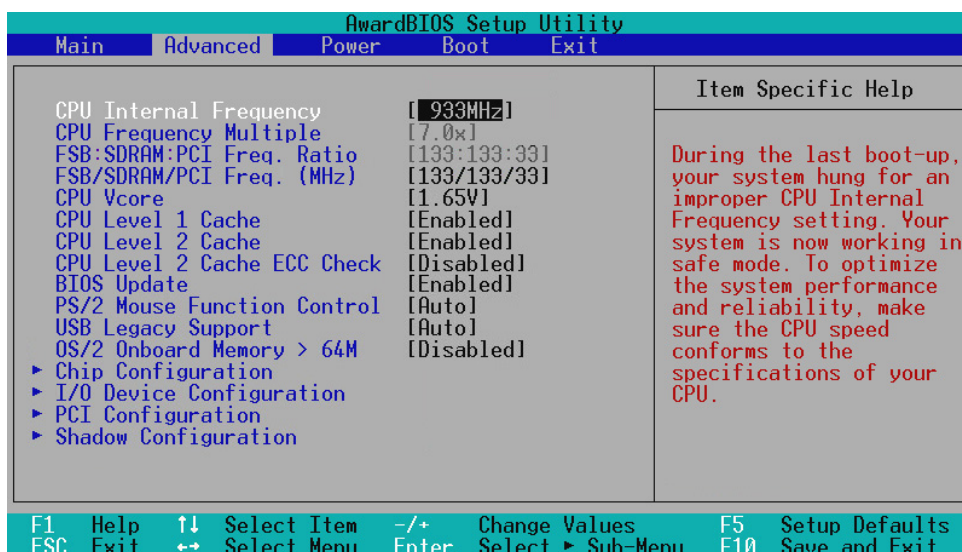 AwardBIOS Setup Utility
Main Advanced Power Boot Exit
CPU Internal Frequency [ 933MHz]
CPU Frequency Multiple [7.0x]
FSB:SDRAM:PCI Freq. Ratio [133:133:33]
FSB/SDRAM/PCI Freq. (MHz) [133/133/33]
CPU Vcore [1.65V]
CPU Level 1 Cache [Enabled]
CPU Level 2 Cache [Enabled]
CPU Level 2 Cache ECC Check [Disabled]
BIOS Update [Enabled]
PS/2 Mouse Function Control [Auto]
USB Legacy Support [Auto]
OS/2 Onboard Memory > 64M [Disabled]
► Chip Configuration
► I/O Device Configuration
► PCI Configuration
► Shadow Configuration
Item Specific Help
During the last boot-up,
your system hung for an
improper CPU Internal
Frequency setting. Your
system is now working in
safe mode. To optimize
the system performance
and reliability, make
sure the CPU speed
conforms to the
specifications of your
CPU.
F1 Help ↑↓ Select Item -/+ Change Values F5 Setup Defaults
ESC Exit ←→ Select Menu Enter Select ► Sub-Menu F10 Save and Exit